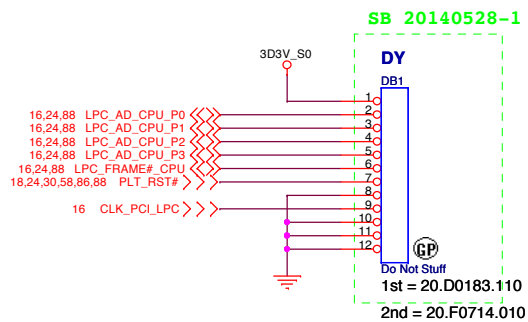 SB 20140528-1
3D3V_S0
DY
DB1
1
16,24,88 LPC_AD_CPU_P0 2
16,24,88 LPC_AD_CPU_P1 3
16,24,88 LPC_AD_CPU_P2 4
16,24,88 LPC_AD_CPU_P3 5
16,24,88 LPC_FRAME#_CPU 6
18,24,30,58,86,88 PLT_RST# 7
8
16 CLK_PCI_LPC 9
10
11
12
GP
Do Not Stuff
1st = 20.D0183.110
2nd = 20.F0714.010